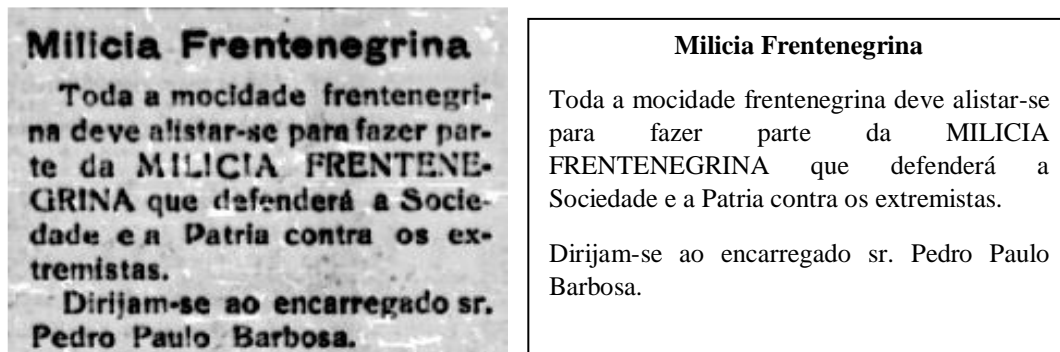 Milicia Frentenegrina
Toda a mocidade frentenegri-
na deve alistar-se para fazer par-
te da MILICIA FRENTENE-
GRINA que defenderá a Socie-
dade e a Patria contra os ex-
tremistas.
Dirijam-se ao encarregado sr.
Pedro Paulo Barbosa.
Milicia Frentenegrina
Toda a mocidade frentenegrina deve alistar-se
para fazer parte da MILICIA
FRENTENEGRINA que defenderá a
Sociedade e a Patria contra os extremistas.
Dirijam-se ao encarregado sr. Pedro Paulo
Barbosa.